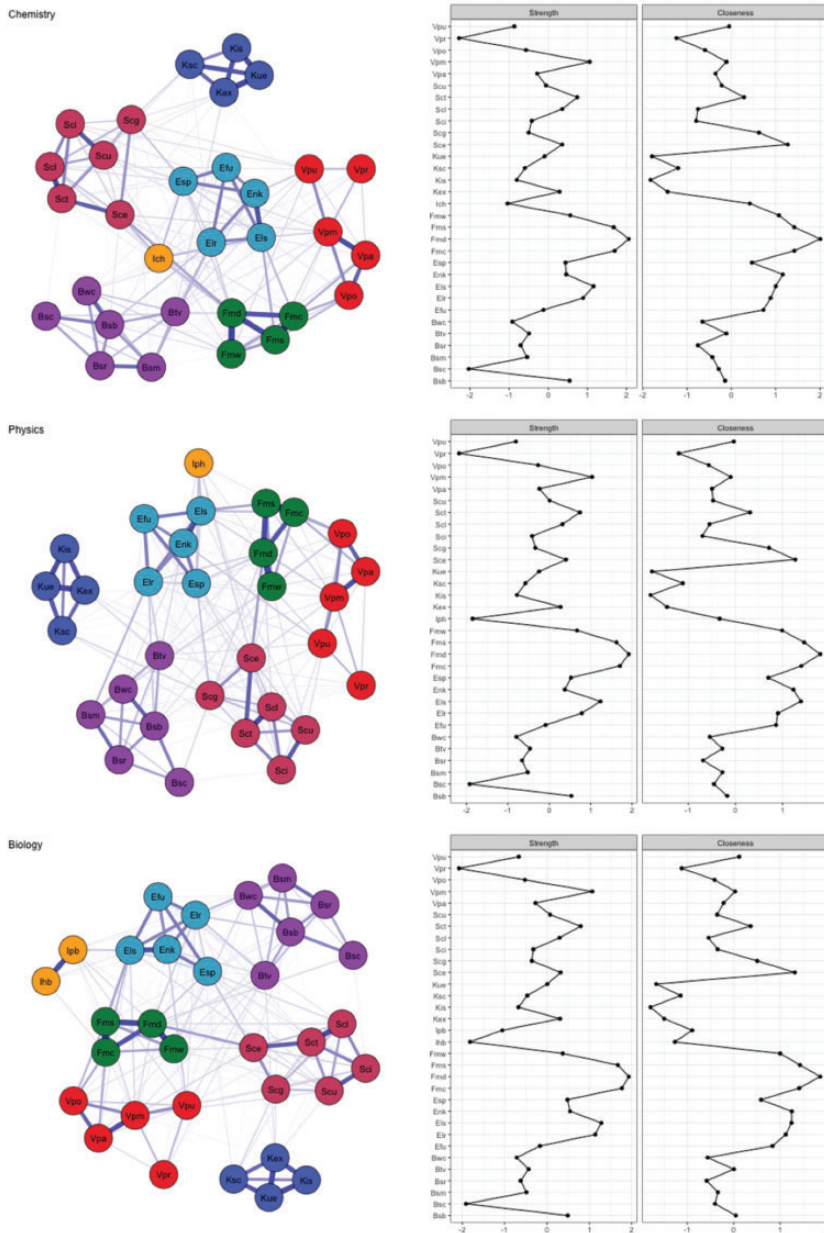 Chemistry
Kis
Ksc
Kue
Kex
Sci
Scg
Scu
Scl
Sct
Sce
Efu
Esp
Enk
Elr
Els
Vpu
Vpr
Vpm
Vpa
Vpo
Ich
Bwc
Bsc
Bsb
Btv
Bsr
Bsm
Fmd
Fmc
Fms
Fmw
Strength
Closeness
Vpu
Vpr
Vpo
Vpm
Vpa
Scu
Sct
Scl
Sci
Scg
Sce
Kue
Ksc
Kis
Kex
Ich
Fmw
Fms
Fmd
Fmc
Esp
Enk
Els
Elr
Efu
Bwc
Btv
Bsr
Bsm
Bsc
Bsb
-2 -1 0 1 2
-2 -1 0 1 2
Physics
Iph
Efu
Els
Enk
Elr
Esp
Fms
Fmc
Fmd
Fmw
Vpo
Vpa
Vpm
Vpu
Vpr
Kis
Kue
Kex
Ksc
Btv
Bwc
Bsm
Bsb
Bsr
Bsc
Sce
Scg
Scl
Sct
Scu
Sci
Strength
Closeness
Vpu
Vpr
Vpo
Vpm
Vpa
Scu
Sct
Scl
Sci
Scg
Sce
Kue
Ksc
Kis
Kex
Iph
Fmw
Fms
Fmd
Fmc
Esp
Enk
Els
Elr
Efu
Bwc
Btv
Bsr
Bsm
Bsc
Bsb
-2 -1 0 1 2
-1 0 1
Biology
Efu
Elr
Els
Enk
Esp
Bsm
Bwc
Bsr
Bsb
Bsc
Btv
Ipb
Ihb
Fms
Fmd
Fmc
Fmw
Scl
Sce
Sct
Sci
Scg
Scu
Vpo
Vpm
Vpu
Vpa
Vpr
Kex
Ksc
Kis
Kue
Strength
Closeness
Vpu
Vpr
Vpo
Vpm
Vpa
Scu
Sct
Scl
Sci
Scg
Sce
Kue
Ksc
Kis
Kex
Ipb
Ihb
Fmw
Fms
Fmd
Fmc
Esp
Enk
Els
Elr
Efu
Bwc
Btv
Bsr
Bsm
Bsc
Bsb
-2 -1 0 1 2
-1 0 1